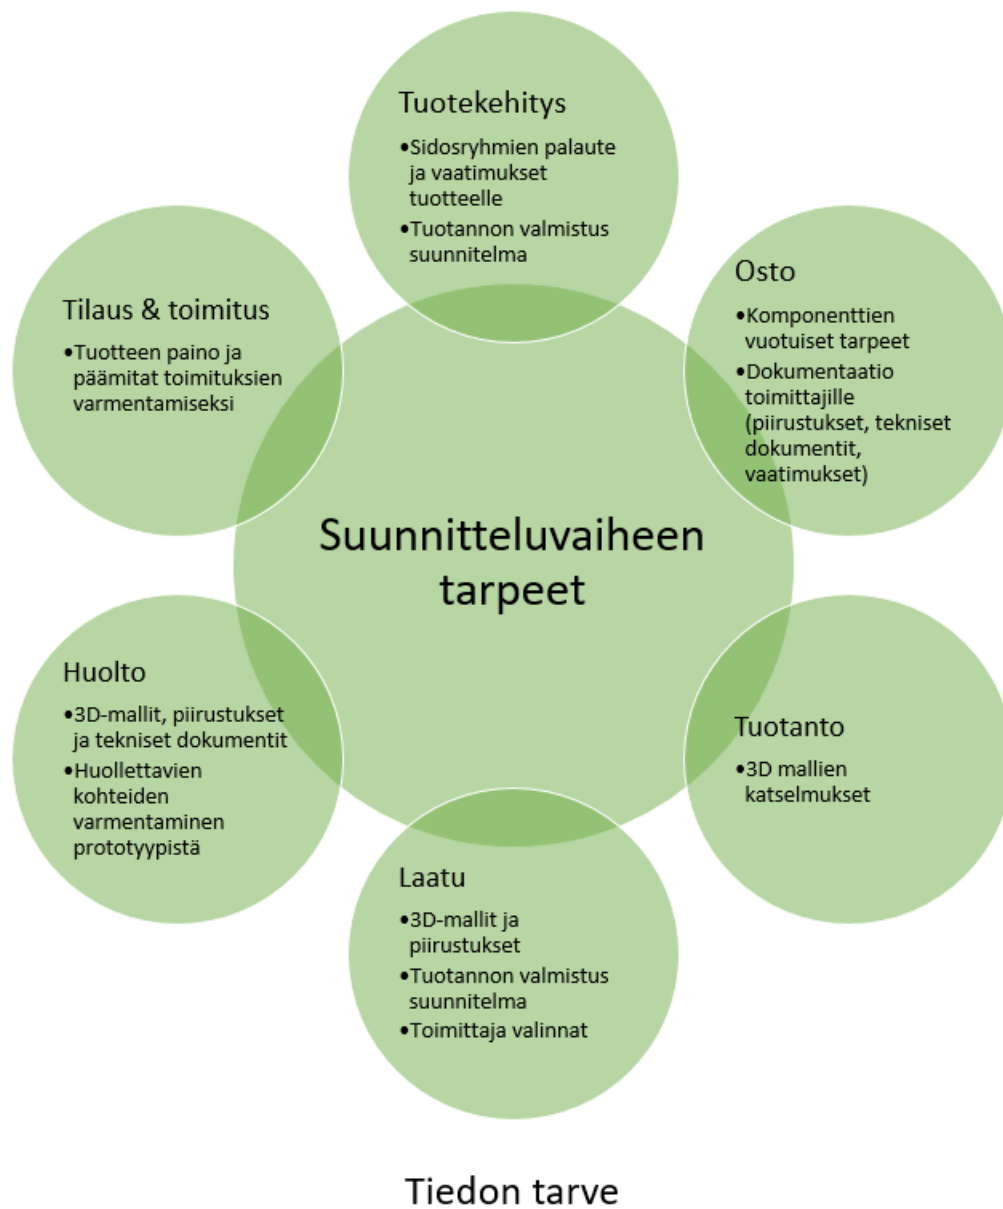 Tuotekehitys
•Sidosryhmien palaute
ja vaatimukset
tuotteelle
•Tuotannon valmistus
suunnitelma
Osto
•Komponenttien
vuotuiset tarpeet
•Dokumentaatio
toimittajille
(piirustukset, tekniset
dokumentit,
vaatimukset)
Tilaus & toimitus
•Tuotteen paino ja
päämitat toimituksien
varmentamiseksi
Suunnitteluvaiheen
tarpeet
Huolto
•3D-mallit, piirustukset
ja tekniset dokumentit
•Huollettavien
kohteiden
varmentaminen
prototyypistä
Tuotanto
•3D mallien
katselmukset
Laatu
•3D-mallit ja
piirustukset
•Tuotannon valmistus
suunnitelma
•Toimittaja valinnat
Tiedon tarve